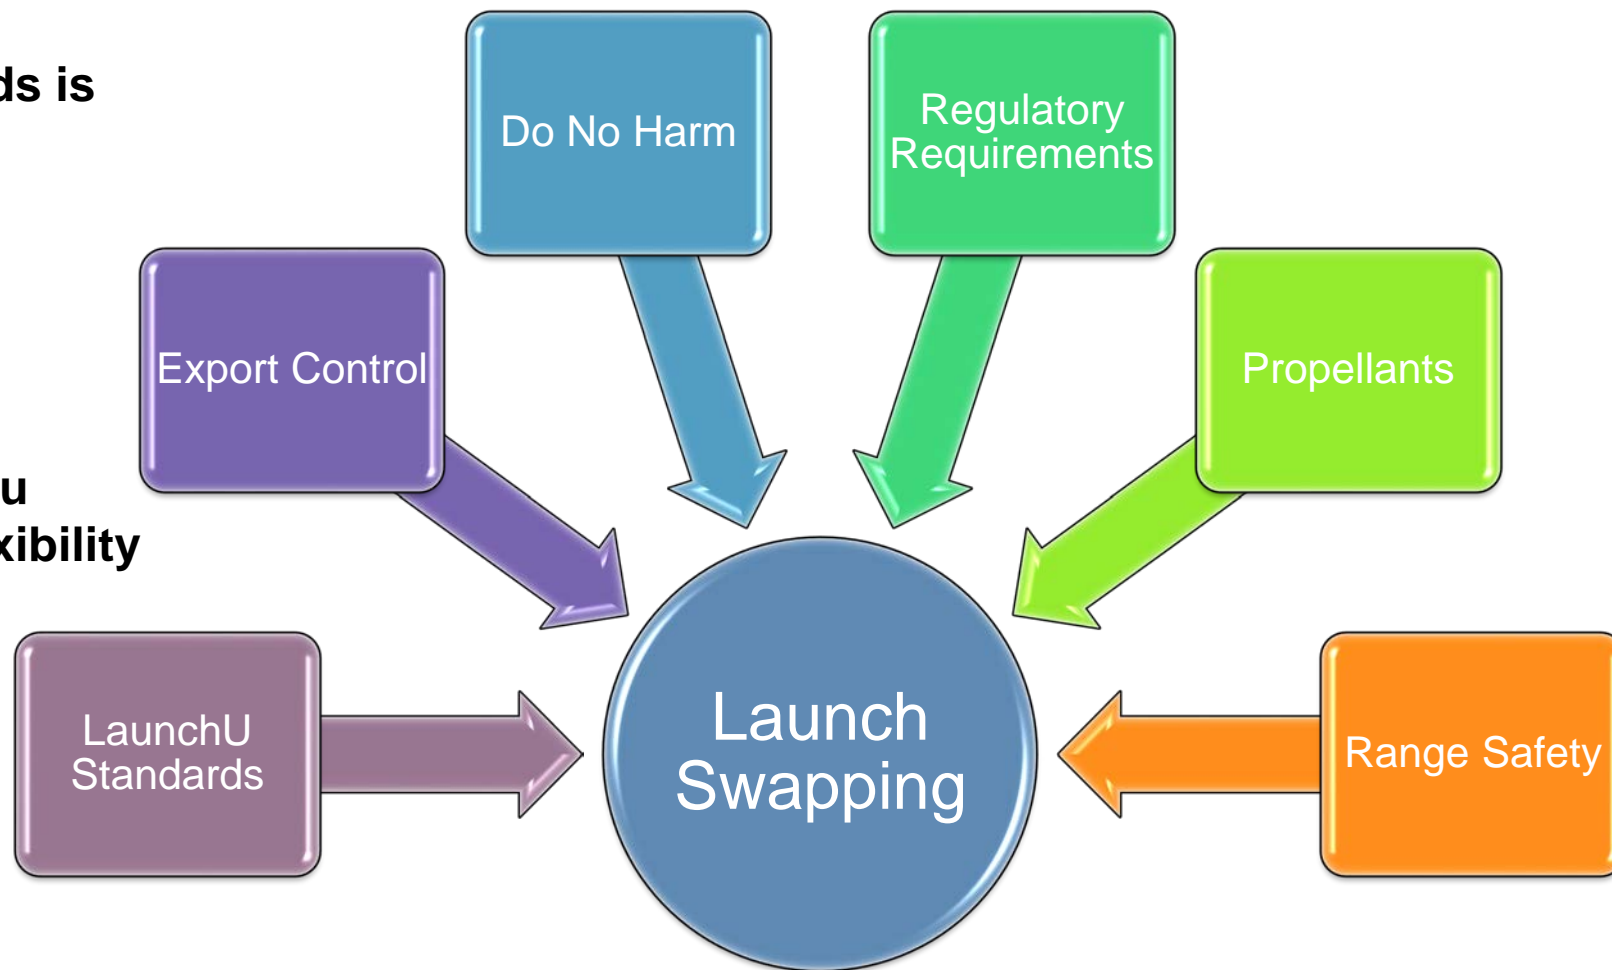 ds is
Do No Harm
Regulatory
Requirements
Export Control
Propellants
u
xibility
LaunchU
Standards
Launch
Swapping
Range Safety